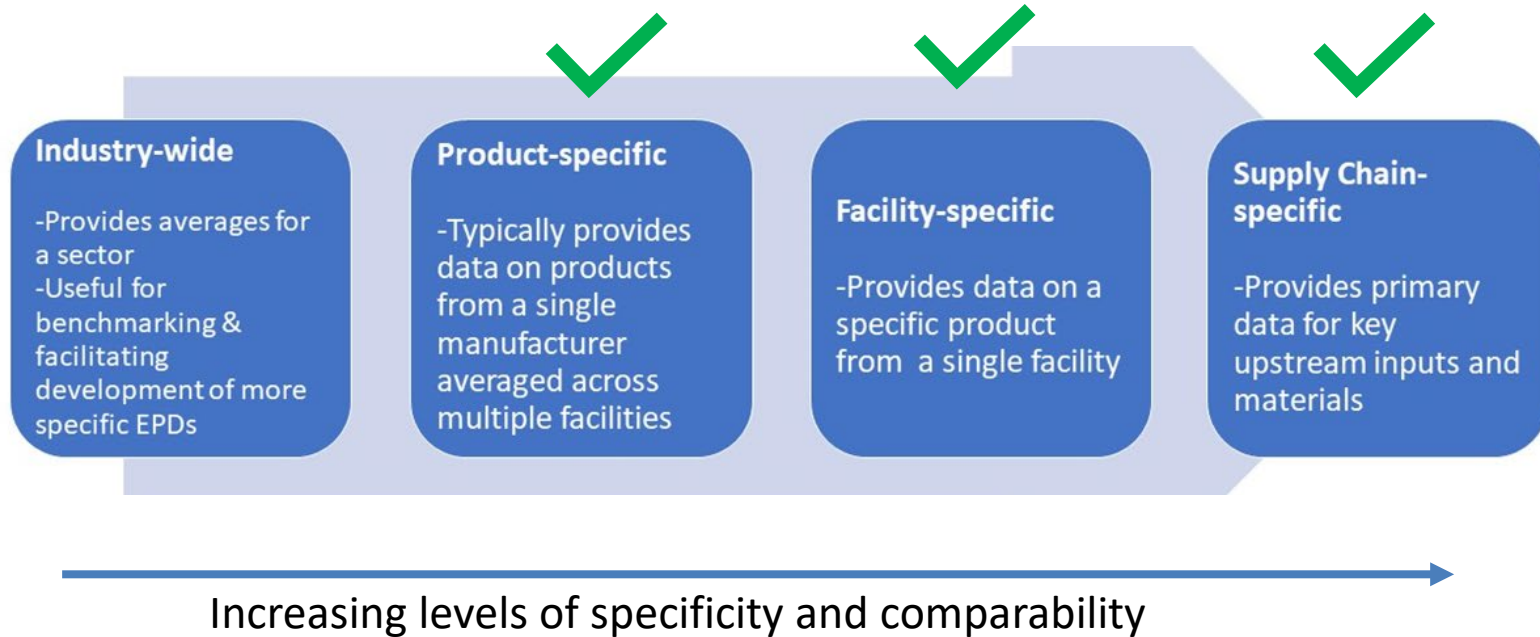 Industry-wide
-Provides averages for
a sector
-Useful for
benchmarking &
facilitating
development of more
specific EPDs
Product-specific
-Typically provides
data on products
from a single
manufacturer
averaged across
multiple facilities
Facility-specific
-Provides data on a
specific product
from  a single facility
Supply Chain-
specific
-Provides primary
data for key
upstream inputs and
materials
Increasing levels of specificity and comparability